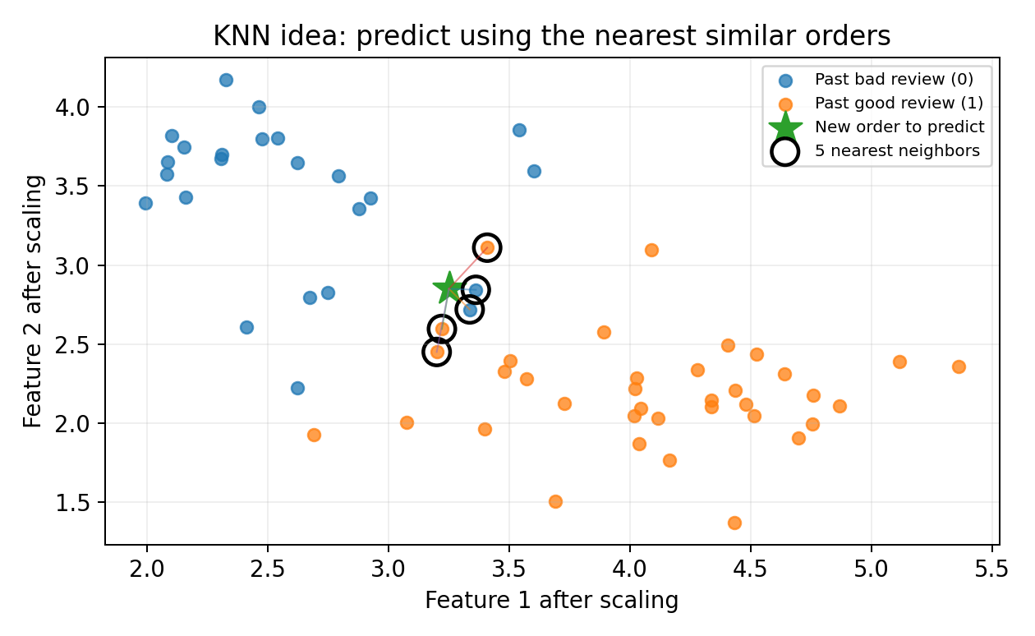 KNN idea: predict using the nearest similar orders
Past bad review (0)
Past good review (1)
New order to predict
5 nearest neighbors
Feature 2 after scaling
4.0
3.5
3.0
2.5
2.0
1.5
2.0 2.5 3.0 3.5 4.0 4.5 5.0 5.5
Feature 1 after scaling